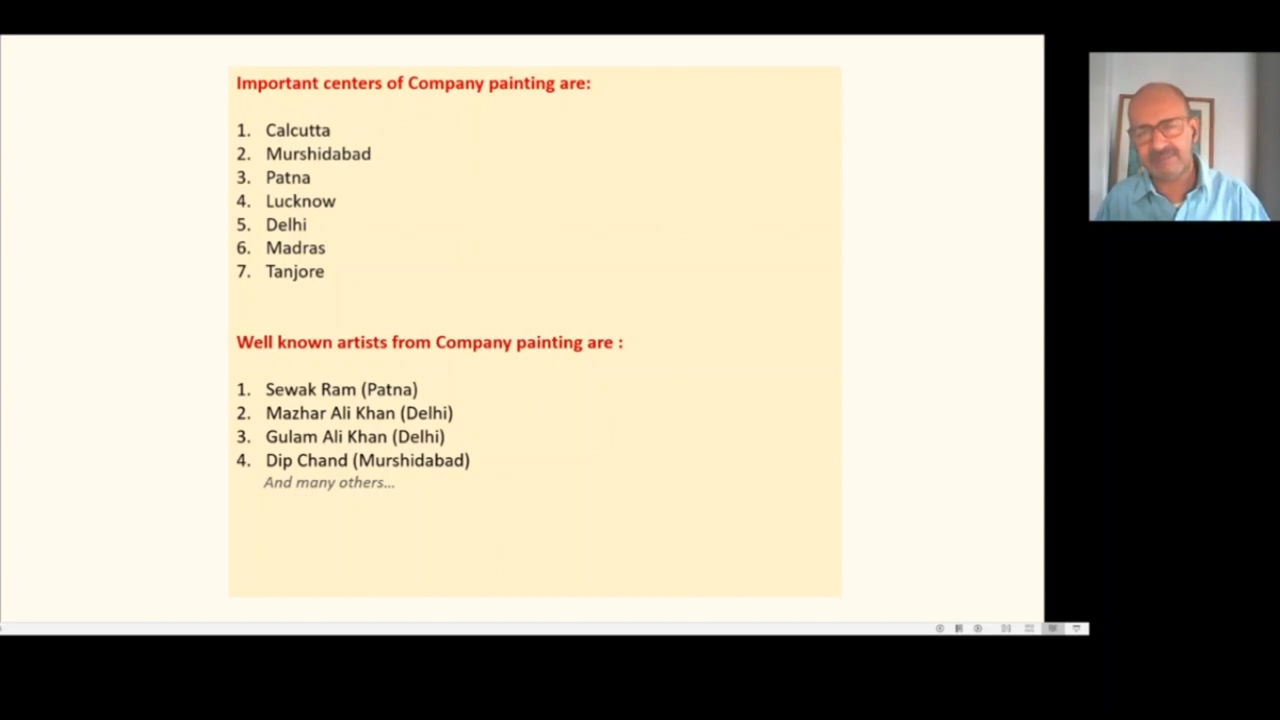 Important centers of Company painting are:
1. Calcutta
2. Murshidabad
3. Patna
4. Lucknow
5. Delhi
6. Madras
7. Tanjore
Well known artists from Company painting are :
1. Sewak Ram (Patna)
2. Mazhar Ali Khan (Delhi)
3. Gulam Ali Khan (Delhi)
4. Dip Chand (Murshidabad)
And many others...